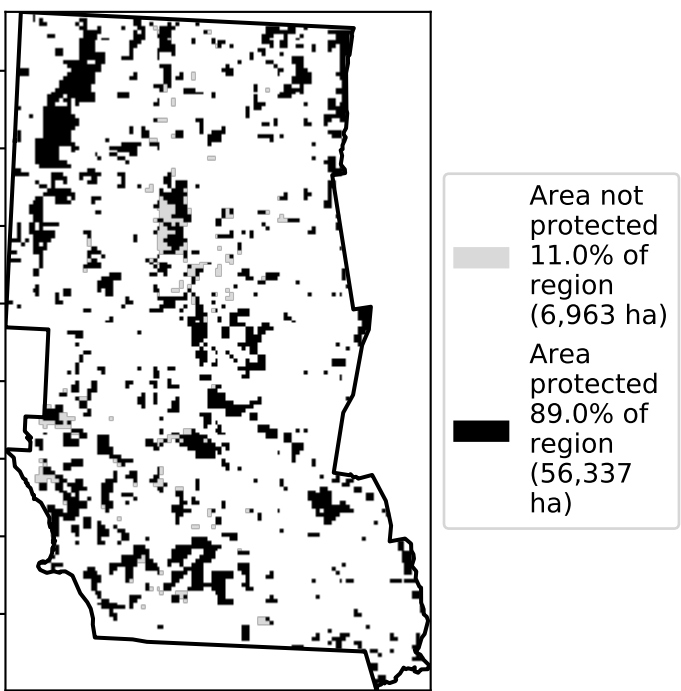 Area not
protected
11.0% of
region
(6,963 ha)
Area
protected
89.0% of
region
(56,337
ha)